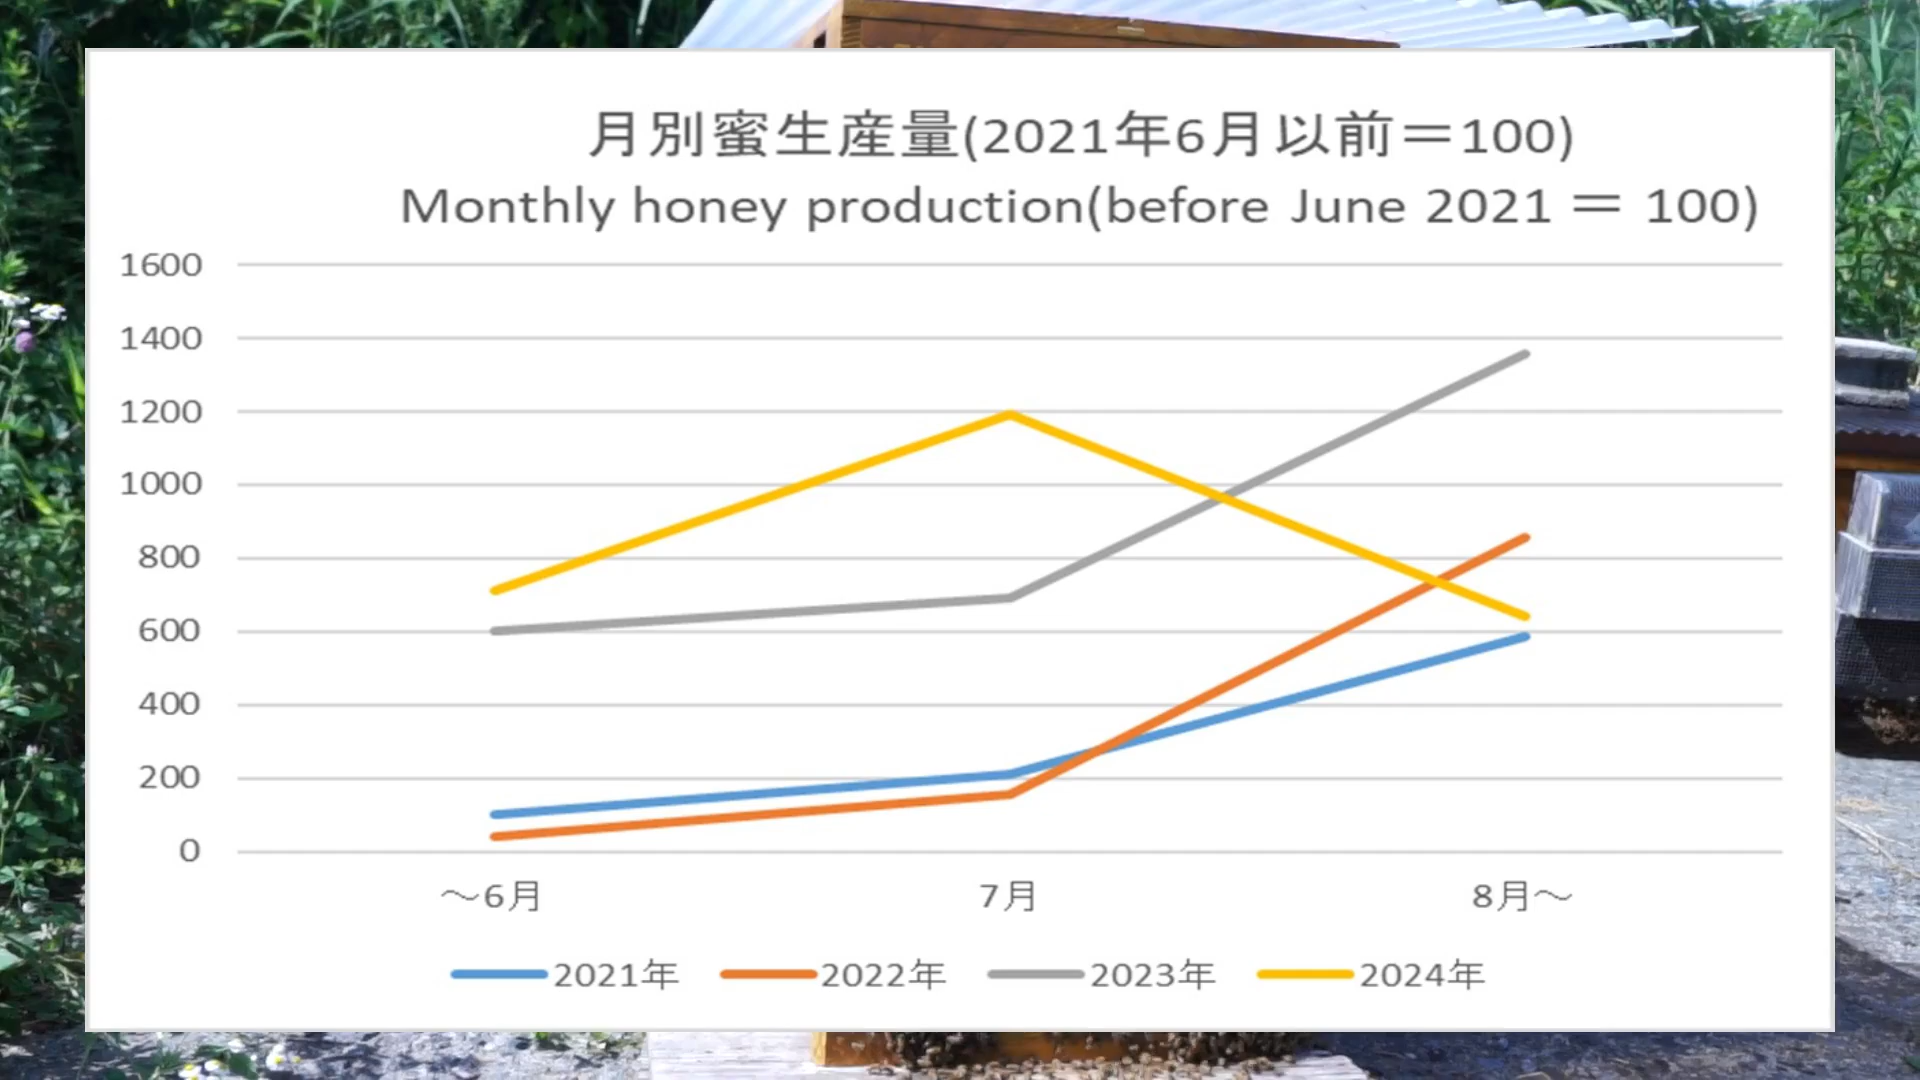 月別蜜生産量(2021年6月以前＝100)
Monthly honey production(before June 2021 ＝ 100)
1600
1400
1200
1000
800
600
400
200
0
～6月
7月
8月～
2021年
2022年
2023年
2024年